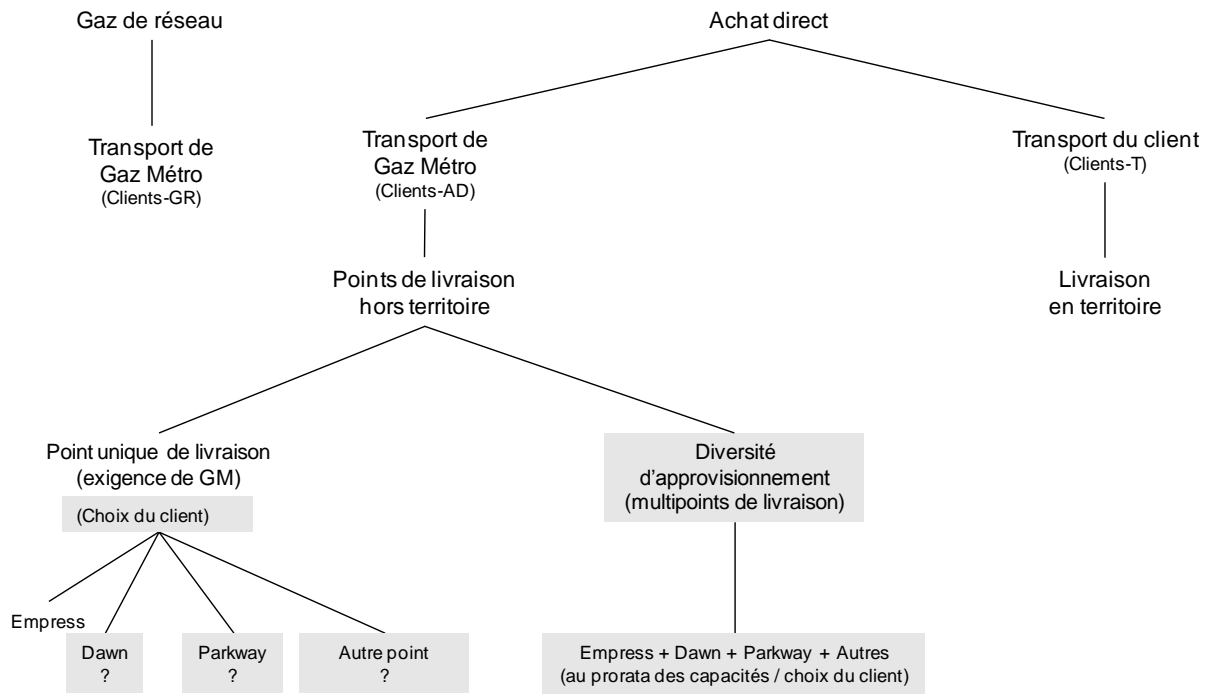 Gaz de réseau
Achat direct
Transport de
Gaz Métro
(Clients-GR)
Transport de
Gaz Métro
(Clients-AD)
Transport du client
(Clients-T)
Points de livraison
hors territoire
Livraison
en territoire
Point unique de livraison
(exigence de GM)
(Choix du client)
Diversité
d'approvisionnement
(multipoints de livraison)
Empress
Dawn
?
Parkway
?
Autre point
?
Empress + Dawn + Parkway + Autres
(au prorata des capacités / choix du client)